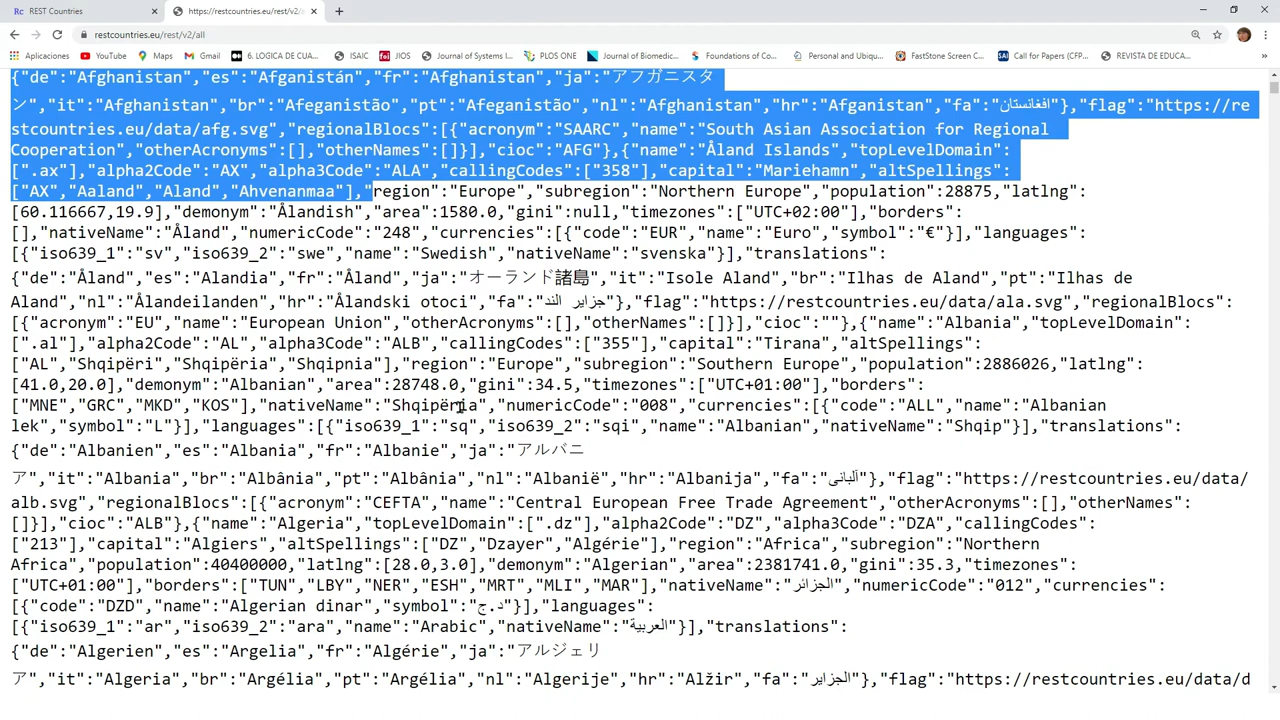 REST Countries
https://restcountries.eu/rest/v2/all
restcountries.eu/rest/v2/all
Aplicaciones YouTube Maps Gmail 6. LOGICA DE CUA... ISAIC JIOS Journal of Systems I... PLOS ONE Journal of Biomedic... Foundations of Co... Personal and Ubiqu... FastStone Screen C... Call for Papers (CFP... REVISTA DE EDUCA...
{"de":"Afghanistan","es":"Afganistán","fr":"Afghanistan","ja":"アフガニスタ
ン","it":"Afghanistan","br":"Afeganistão","pt":"Afeganistão","nl":"Afghanistan","hr":"Afganistan","fa":"افغانستان"},"flag":"https://re
stcountries.eu/data/afg.svg","regionalBlocs":[{"acronym":"SAARC","name":"South Asian Association for Regional
Cooperation","otherAcronyms":[],"otherNames":[]}],"cioc":"AFG"},{"name":"Åland Islands","topLevelDomain":
[".ax"],"alpha2Code":"AX","alpha3Code":"ALA","callingCodes":["358"],"capital":"Mariehamn","altSpellings":
["AX","Aaland","Aland","Ahvenanmaa"],"region":"Europe","subregion":"Northern Europe","population":28875,"latlng":
[60.116667,19.9],"demonym":"Ålandish","area":1580.0,"gini":null,"timezones":["UTC+02:00"],"borders":
[],"nativeName":"Åland","numericCode":"248","currencies":[{"code":"EUR","name":"Euro","symbol":"€"}],"languages":
[{"iso639_1":"sv","iso639_2":"swe","name":"Swedish","nativeName":"svenska"}],"translations":
{"de":"Åland","es":"Alandia","fr":"Åland","ja":"オーランド諸島","it":"Isole Aland","br":"Ilhas de Aland","pt":"Ilhas de
Aland","nl":"Ålandeilanden","hr":"Ålandski otoci","fa":"جزایر الند"},"flag":"https://restcountries.eu/data/ala.svg","regionalBlocs":
[{"acronym":"EU","name":"European Union","otherAcronyms":[],"otherNames":[]}],"cioc":""},{"name":"Albania","topLevelDomain":
[".al"],"alpha2Code":"AL","alpha3Code":"ALB","callingCodes":["355"],"capital":"Tirana","altSpellings":
["AL","Shqipëri","Shqipëria","Shqipnia"],"region":"Europe","subregion":"Southern Europe","population":2886026,"latlng":
[41.0,20.0],"demonym":"Albanian","area":28748.0,"gini":34.5,"timezones":["UTC+01:00"],"borders":
["MNE","GRC","MKD","KOS"],"nativeName":"Shqipëria","numericCode":"008","currencies":[{"code":"ALL","name":"Albanian
lek","symbol":"L"}],"languages":[{"iso639_1":"sq","iso639_2":"sqi","name":"Albanian","nativeName":"Shqip"}],"translations":
{"de":"Albanien","es":"Albania","fr":"Albanie","ja":"アルバニ
ア","it":"Albania","br":"Albânia","pt":"Albânia","nl":"Albanië","hr":"Albanija","fa":"آلبانی"},"flag":"https://restcountries.eu/data/
alb.svg","regionalBlocs":[{"acronym":"CEFTA","name":"Central European Free Trade Agreement","otherAcronyms":[],"otherNames":
[]}],"cioc":"ALB"},{"name":"Algeria","topLevelDomain":[".dz"],"alpha2Code":"DZ","alpha3Code":"DZA","callingCodes":
["213"],"capital":"Algiers","altSpellings":["DZ","Dzayer","Algérie"],"region":"Africa","subregion":"Northern
Africa","population":40400000,"latlng":[28.0,3.0],"demonym":"Algerian","area":2381741.0,"gini":35.3,"timezones":
["UTC+01:00"],"borders":["TUN","LBY","NER","ESH","MRT","MLI","MAR"],"nativeName":"الجزائر","numericCode":"012","currencies":
[{"code":"DZD","name":"Algerian dinar","symbol":"د.ج"}],"languages":
[{"iso639_1":"ar","iso639_2":"ara","name":"Arabic","nativeName":"العربية"}],"translations":
{"de":"Algerien","es":"Argelia","fr":"Algérie","ja":"アルジェリ
ア","it":"Algeria","br":"Argélia","pt":"Argélia","nl":"Algerije","hr":"Alžir","fa":"الجزایر"},"flag":"https://restcountries.eu/data/d